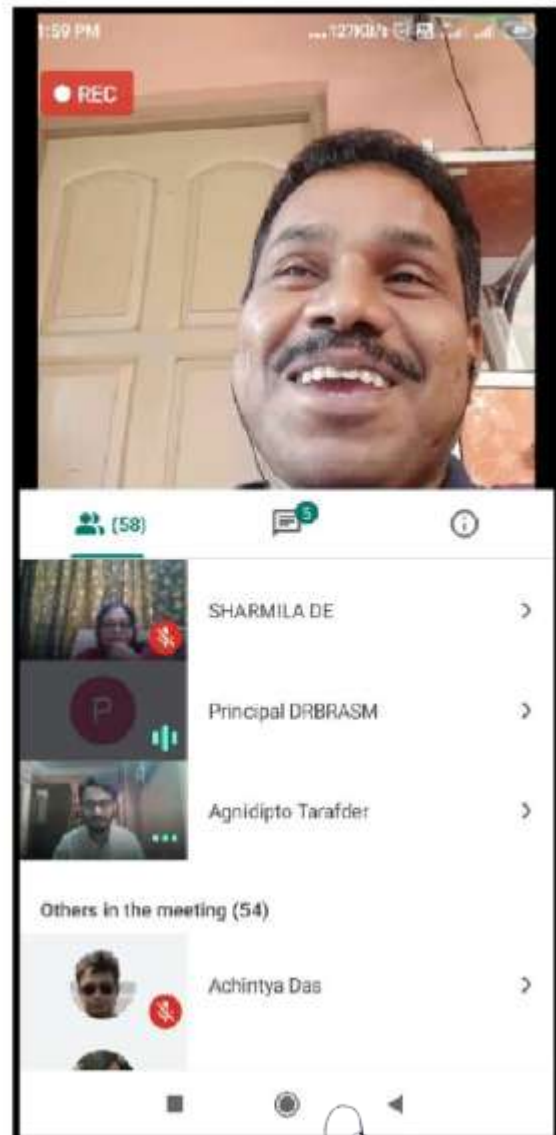 1:59 PM
...127KB/s
REC
(58)
5
SHARMILA DE
P
Principal DRBRASM
Agnidipto Tarafder
Others in the meeting (54)
Achintya Das